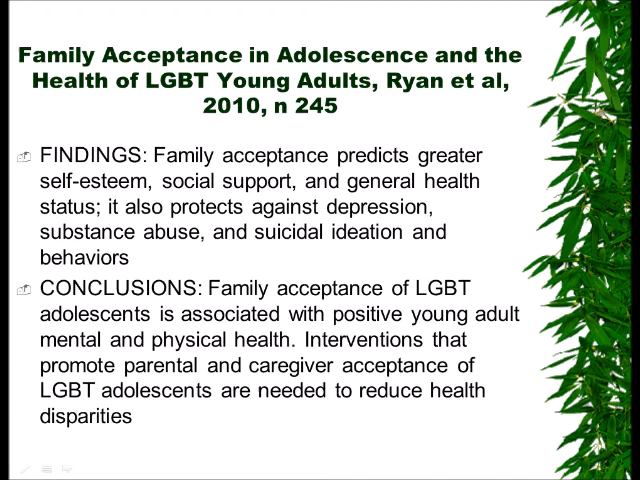 Family Acceptance in Adolescence and the
Health of LGBT Young Adults, Ryan et al,
2010, n 245
FINDINGS: Family acceptance predicts greater
self-esteem, social support, and general health
status; it also protects against depression,
substance abuse, and suicidal ideation and
behaviors
CONCLUSIONS: Family acceptance of LGBT
adolescents is associated with positive young adult
mental and physical health. Interventions that
promote parental and caregiver acceptance of
LGBT adolescents are needed to reduce health
disparities